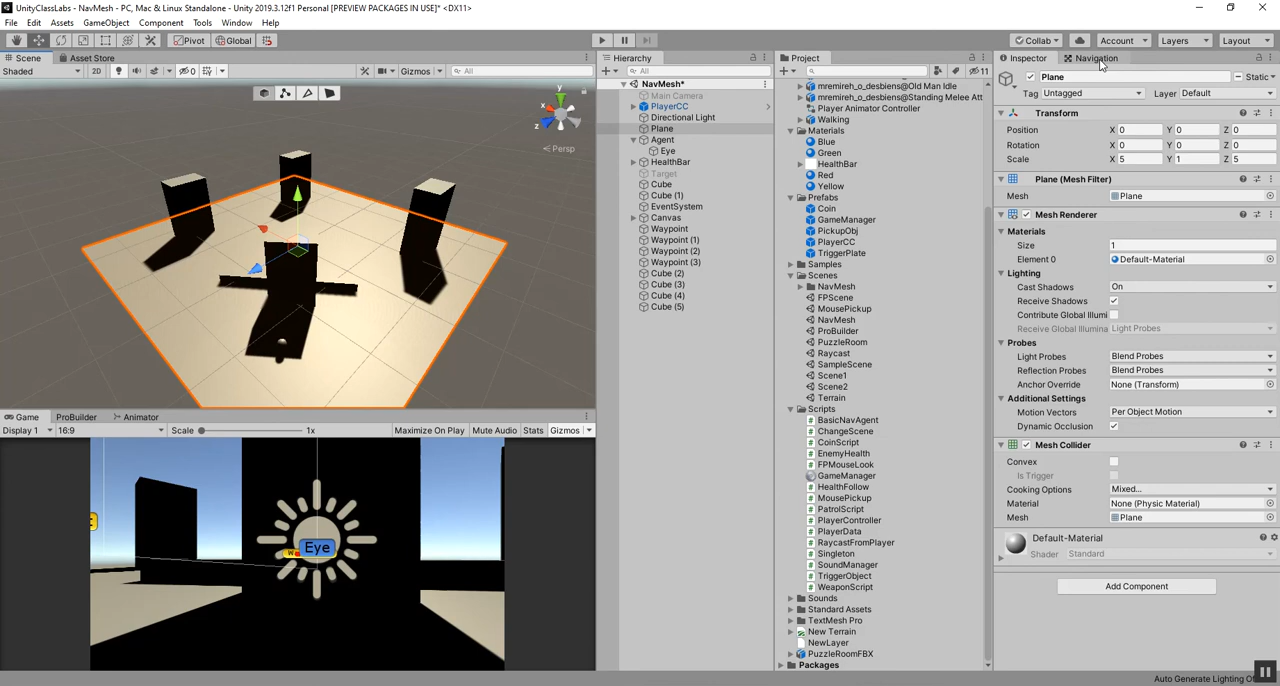 UnityClassLabs - NavMesh - PC, Mac & Linux Standalone - Unity 2019.3.12f1 Personal [PREVIEW PACKAGES IN USE]* <DX11>
File Edit Assets GameObject Component Tools Window Help
Pivot Global Collab Account Layers Layout
Scene Asset Store
Shaded 2D 0 Gizmos All
y
x
z
Persp
Game ProBuilder Animator
Display 1 16:9 Scale 1x Maximize On Play Mute Audio Stats Gizmos
Eye
Hierarchy
All
NavMesh*
Main Camera
PlayerCC
Directional Light
Plane
Agent
Eye
HealthBar
Target
Cube
Cube (1)
EventSystem
Canvas
Waypoint
Waypoint (1)
Waypoint (2)
Waypoint (3)
Cube (2)
Cube (3)
Cube (4)
Cube (5)
Project
11
mremireh_o_desbiens@Old Man Idle
mremireh_o_desbiens@Standing Melee Att
Player Animator Controller
Walking
Materials
Blue
Green
HealthBar
Red
Yellow
Prefabs
Coin
GameManager
PickupObj
PlayerCC
TriggerPlate
Samples
Scenes
NavMesh
FPScene
MousePickup
NavMesh
ProBuilder
PuzzleRoom
Raycast
SampleScene
Scene1
Scene2
Terrain
Scripts
BasicNavAgent
ChangeScene
CoinScript
EnemyHealth
FPMouseLook
GameManager
HealthFollow
MousePickup
PatrolScript
PlayerController
PlayerData
RaycastFromPlayer
Singleton
SoundManager
TriggerObject
WeaponScript
Sounds
Standard Assets
TextMesh Pro
New Terrain
NewLayer
PuzzleRoomFBX
Packages
Inspector Navigation
Plane Static
Tag Untagged Layer Default
Transform
Position X 0 Y 0 Z 0
Rotation X 0 Y 0 Z 0
Scale X 5 Y 1 Z 5
Plane (Mesh Filter)
Mesh Plane
Mesh Renderer
Materials
Size 1
Element 0 Default-Material
Lighting
Cast Shadows On
Receive Shadows
Contribute Global Illumi
Receive Global Illumina Light Probes
Probes
Light Probes Blend Probes
Reflection Probes Blend Probes
Anchor Override None (Transform)
Additional Settings
Motion Vectors Per Object Motion
Dynamic Occlusion
Mesh Collider
Convex
Is Trigger
Cooking Options Mixed...
Material None (Physic Material)
Mesh Plane
Default-Material
Shader Standard
Add Component
Auto Generate Lighting O